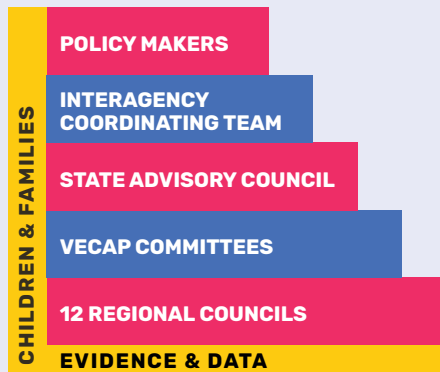 POLICY MAKERS
INTERAGENCY
COORDINATING TEAM
STATE ADVISORY COUNCIL
VECAP COMMITTEES
12 REGIONAL COUNCILS
EVIDENCE & DATA
CHILDREN & FAMILIES